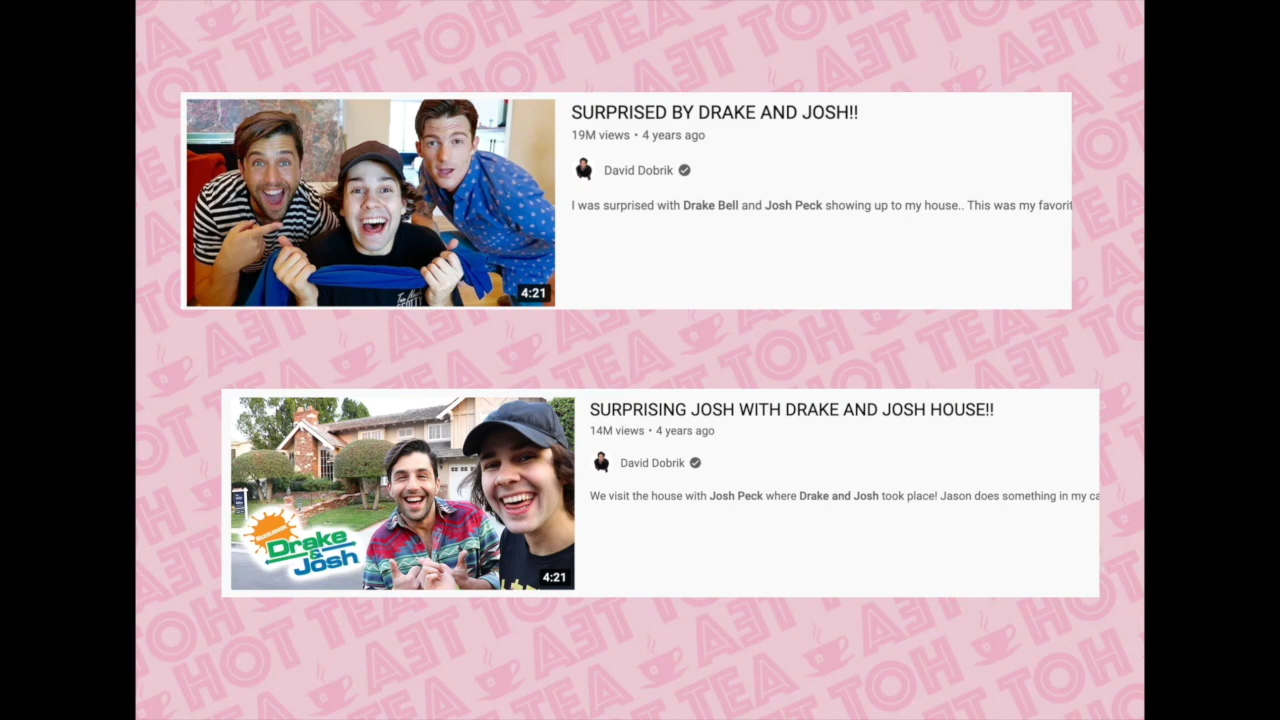 SURPRISED BY DRAKE AND JOSH!!
19M views • 4 years ago
David Dobrik
I was surprised with Drake Bell and Josh Peck showing up to my house.. This was my favorit
4:21
SURPRISING JOSH WITH DRAKE AND JOSH HOUSE!!
14M views • 4 years ago
David Dobrik
We visit the house with Josh Peck where Drake and Josh took place! Jason does something in my ca
NICKELODEON
Drake
&
Josh
4:21
HOT TEA